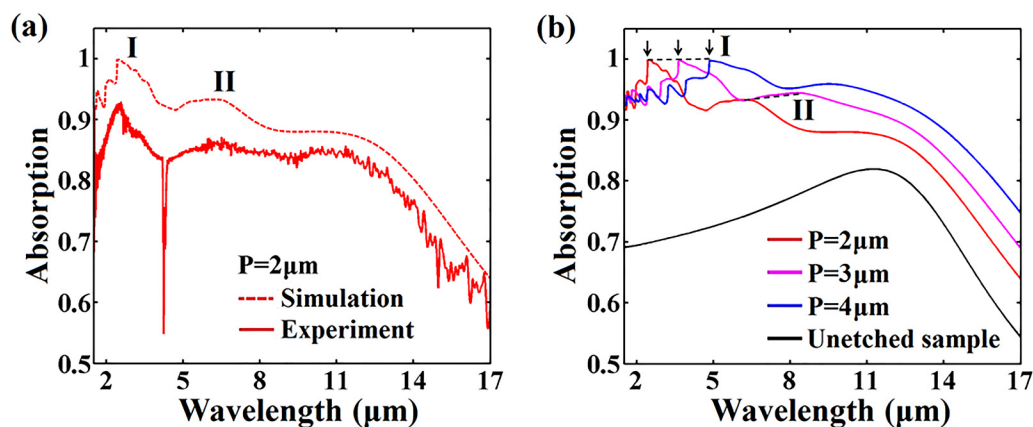 (a)
I
II
1
0.9
0.8
0.7
0.6
0.5
Absorption
P=2μm
Simulation
Experiment
2 5 8 11 14 17
Wavelength (μm)
(b)
I
II
1
0.9
0.8
0.7
0.6
0.5
Absorption
P=2μm
P=3μm
P=4μm
Unetched sample
2 5 8 11 14 17
Wavelength (μm)